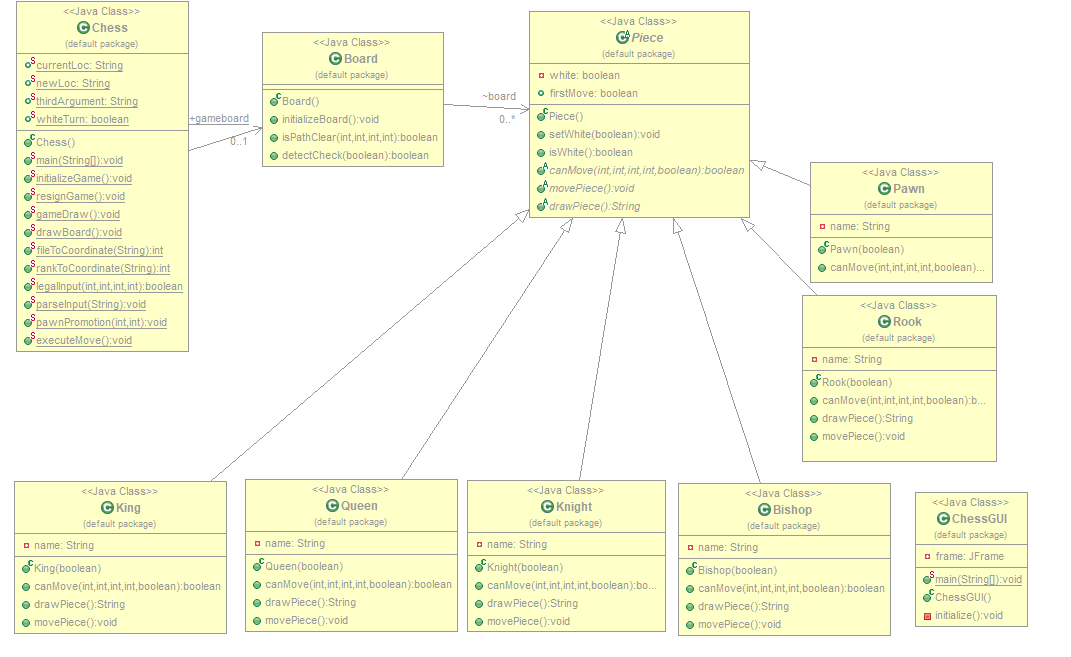 <<Java Class>>
Chess
(default package)
currentLoc: String
newLoc: String
thirdArgument: String
whiteTurn: boolean
Chess()
main(String[]):void
initializeGame():void
resignGame():void
gameDraw():void
drawBoard():void
fileToCoordinate(String):int
rankToCoordinate(String):int
legalInput(int,int,int,int):boolean
parseInput(String):void
pawnPromotion(int,int):void
executeMove():void
+gameboard
0..1
<<Java Class>>
Board
(default package)
Board()
initializeBoard():void
isPathClear(int,int,int,int):boolean
detectCheck(boolean):boolean
~board
0..*
<<Java Class>>
Piece
(default package)
white: boolean
firstMove: boolean
Piece()
setWhite(boolean):void
isWhite():boolean
canMove(int,int,int,int,boolean):boolean
movePiece():void
drawPiece():String
<<Java Class>>
Pawn
(default package)
name: String
Pawn(boolean)
canMove(int,int,int,int,boolean)...
<<Java Class>>
Rook
(default package)
name: String
Rook(boolean)
canMove(int,int,int,int,boolean):b...
drawPiece():String
movePiece():void
<<Java Class>>
King
(default package)
name: String
King(boolean)
canMove(int,int,int,int,boolean):boolean
drawPiece():String
movePiece():void
<<Java Class>>
Queen
(default package)
name: String
Queen(boolean)
canMove(int,int,int,int,boolean):boolean
drawPiece():String
movePiece():void
<<Java Class>>
Knight
(default package)
name: String
Knight(boolean)
canMove(int,int,int,int,boolean):bo...
drawPiece():String
movePiece():void
<<Java Class>>
Bishop
(default package)
name: String
Bishop(boolean)
canMove(int,int,int,int,boolean):boolean
drawPiece():String
movePiece():void
<<Java Class>>
ChessGUI
(default package)
frame: JFrame
main(String[]):void
ChessGUI()
initialize():void